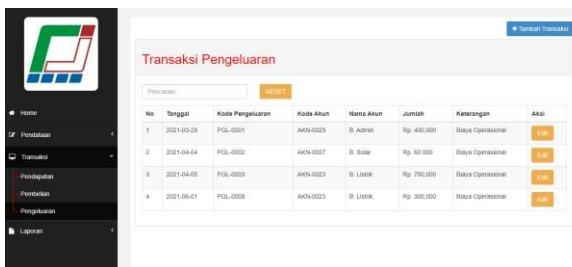 + Tambah Transaksi
Transaksi Pengeluaran
Pencarian...
RESET
Home
Pendataan
Transaksi
Pendapatan
Pembelian
Pengeluaran
Laporan
No Tanggal Kode Pengeluaran Kode Akun Nama Akun Jumlah Keterangan Aksi
1 2021-03-29 PGL-0001 AKN-0029 B. Admin Rp. 400,000 Biaya Operasional Edit
2 2021-04-04 PGL-0002 AKN-0027 B. Solar Rp. 60,000 Biaya Operasional Edit
3 2021-04-05 PGL-0003 AKN-0023 B. Listrik Rp. 700,000 Biaya Operasional Edit
4 2021-06-01 PGL-0008 AKN-0023 B. Listrik Rp. 300,000 Biaya Operasional Edit